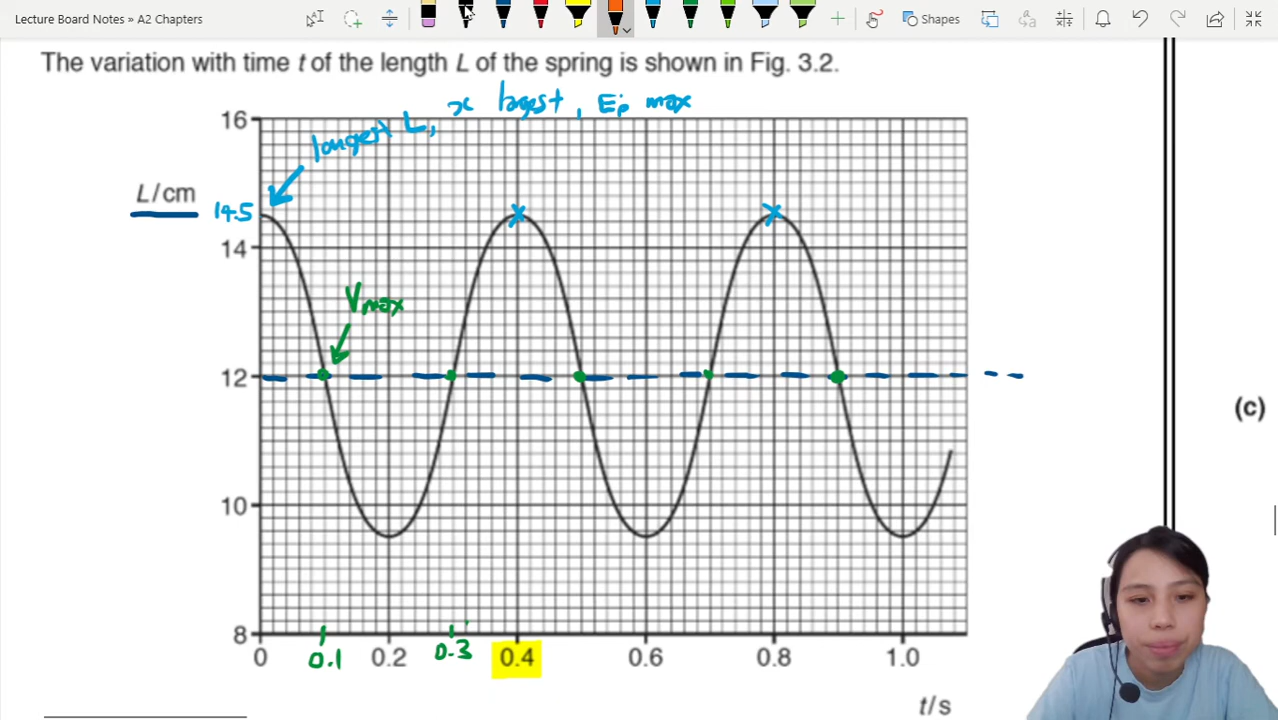 Lecture Board Notes » A2 Chapters
Shapes
The variation with time t of the length L of the spring is shown in Fig. 3.2.
longest L, x largest, Ep max
16
L/cm
14.5
14
Vmax
12
(c)
10
8
0 0.1 0.2 0.3 0.4 0.6 0.8 1.0
t/s